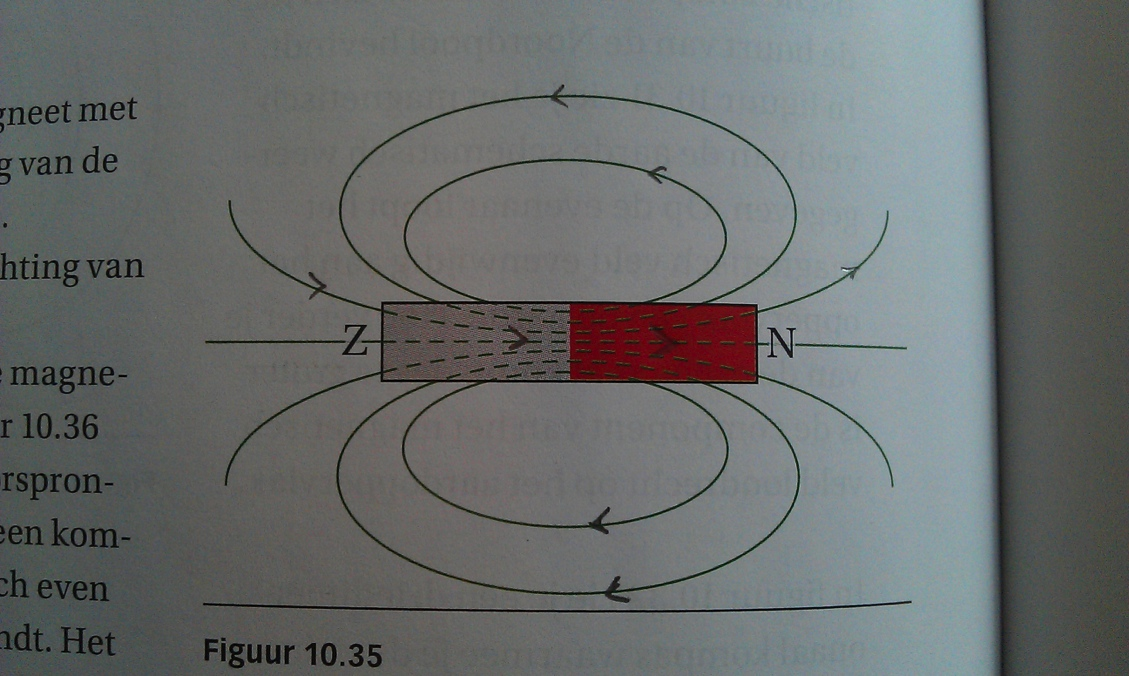 gneet met
g van de
.
hting van
e magne-
r 10.36
rspron-
een kom-
ch even
ndt. Het
Z
N
Figuur 10.35